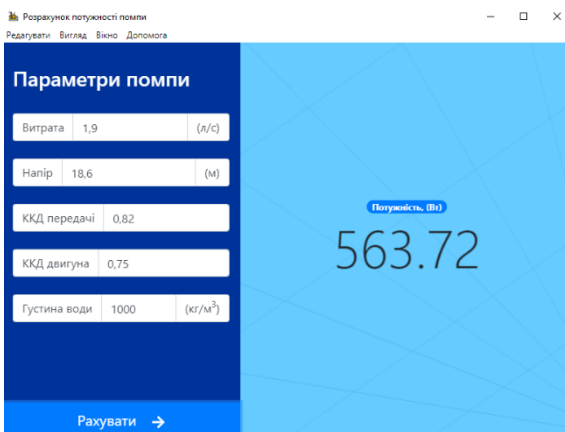 Розрахунок потужності помпи
Редагувати Вигляд Вікно Допомога
Параметри помпи
Витрата 1,9 (л/с)
Напір 18,6 (м)
ККД передачі 0,82
ККД двигуна 0,75
Густина води 1000 (кг/м³)
Рахувати →
Потужність, (Вт)
563.72